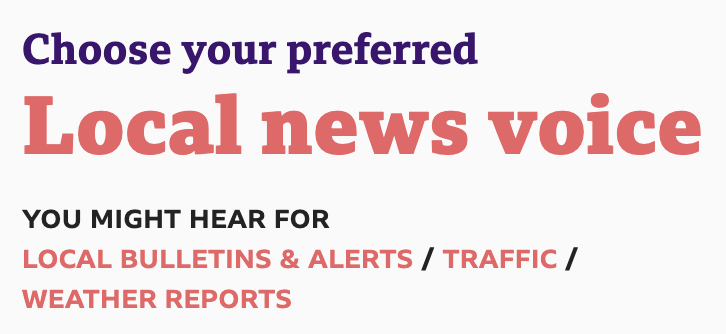 Choose your preferred
Local news voice
YOU MIGHT HEAR FOR
LOCAL BULLETINS & ALERTS / TRAFFIC /
WEATHER REPORTS